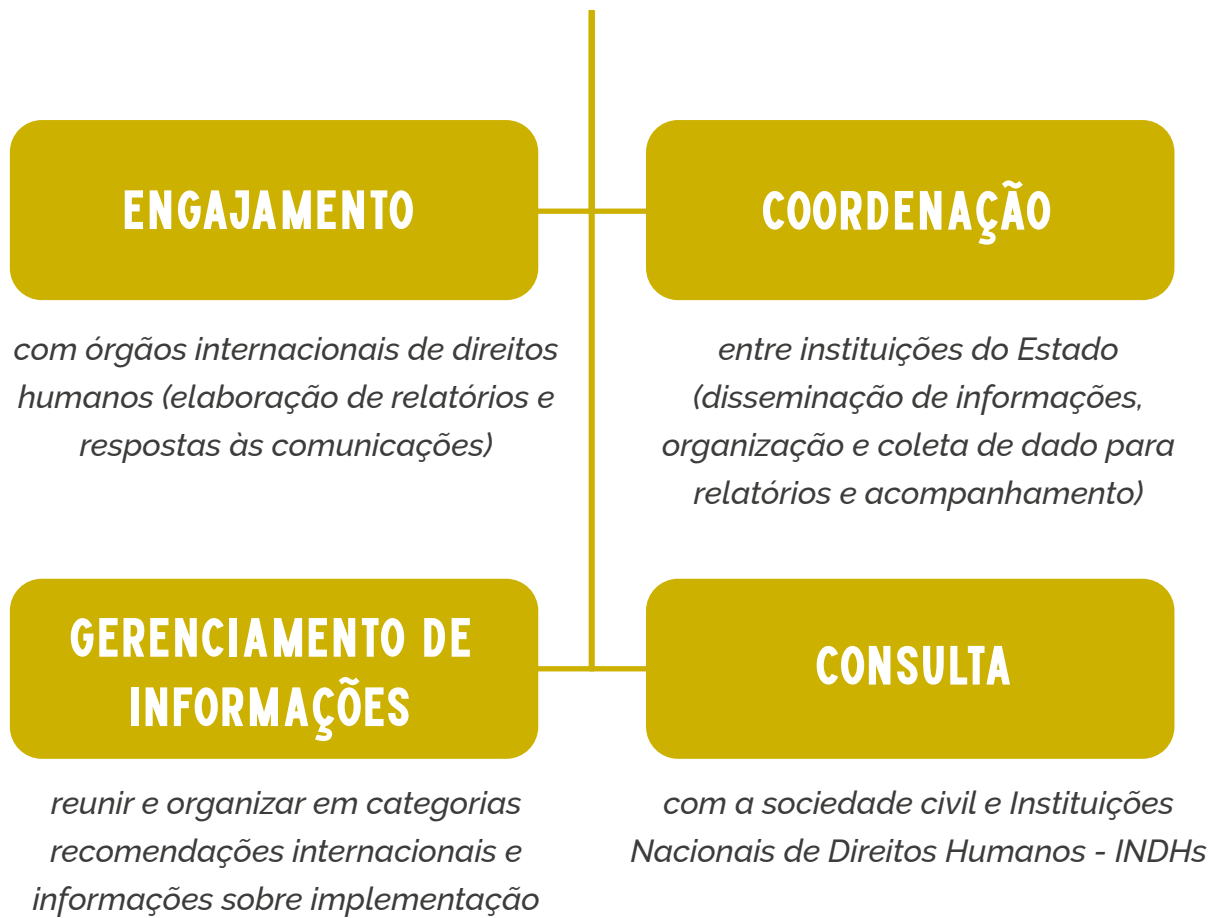 ENGAJAMENTO
com órgãos internacionais de direitos
humanos (elaboração de relatórios e
respostas às comunicações)
COORDENAÇÃO
entre instituições do Estado
(disseminação de informações,
organização e coleta de dado para
relatórios e acompanhamento)
GERENCIAMENTO DE
INFORMAÇÕES
reunir e organizar em categorias
recomendações internacionais e
informações sobre implementação
CONSULTA
com a sociedade civil e Instituições
Nacionais de Direitos Humanos - INDHs